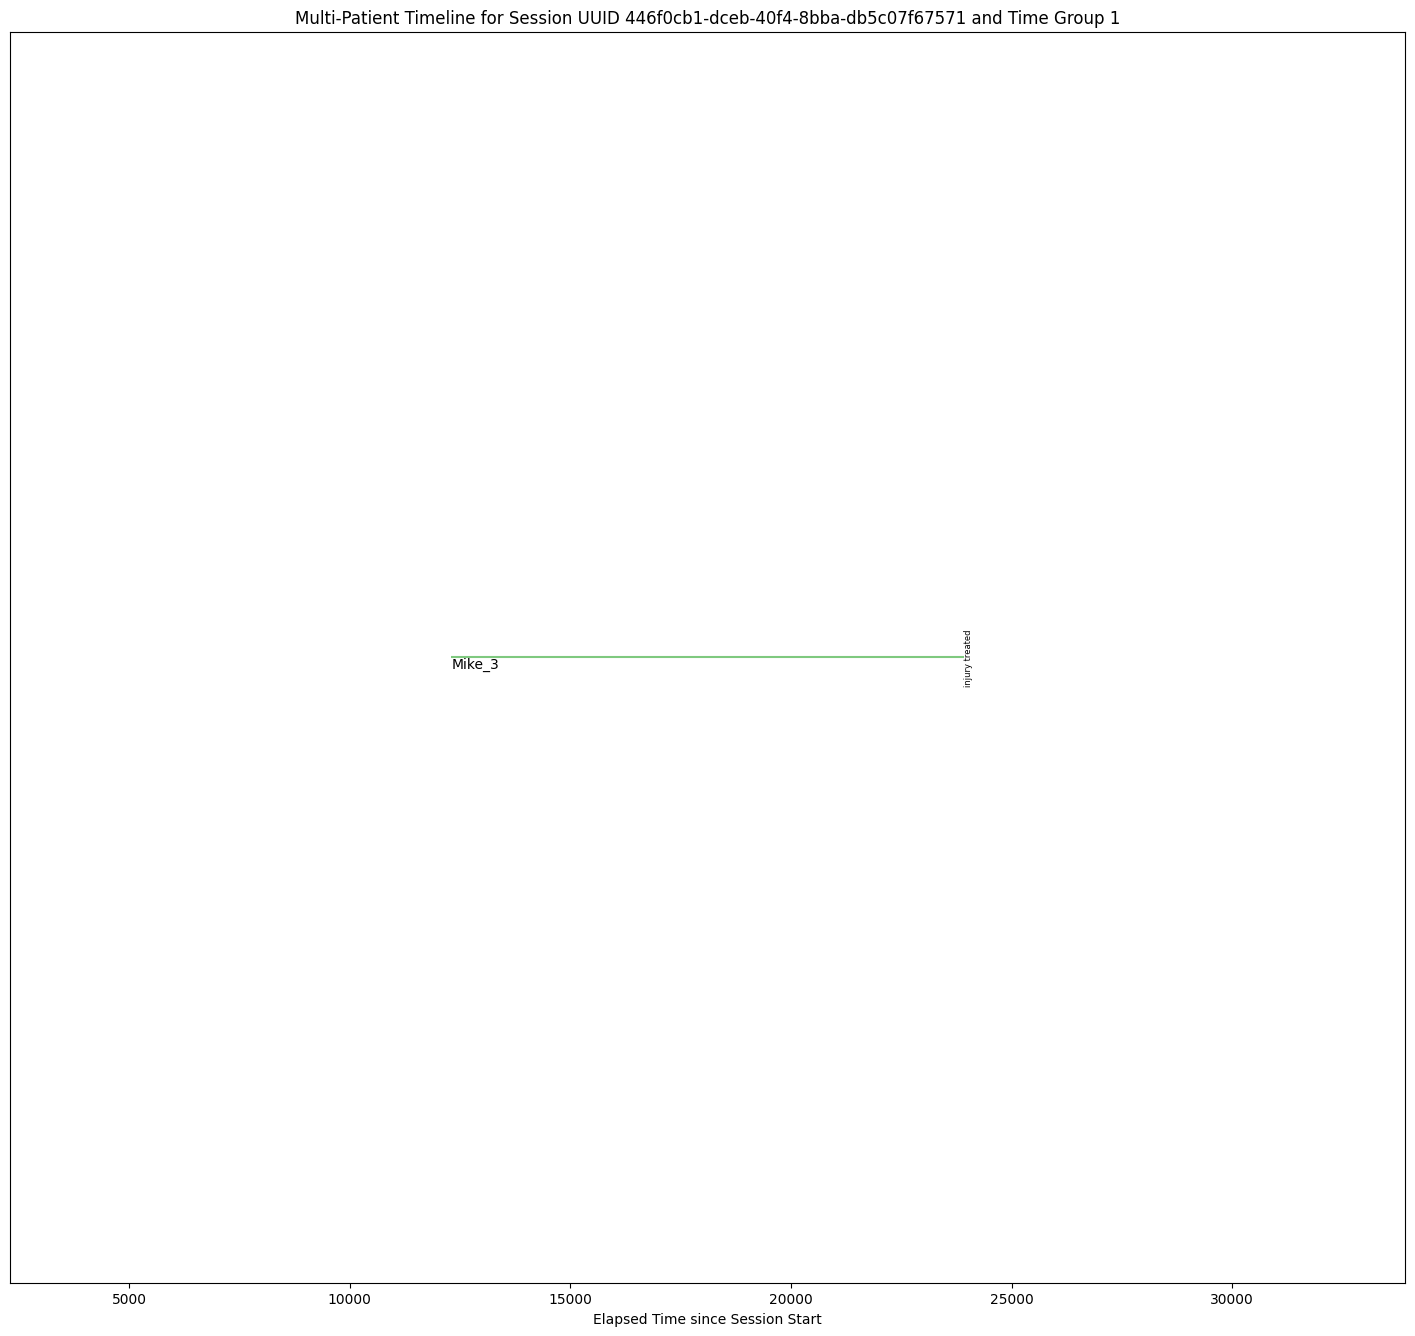 Multi-Patient Timeline for Session UUID 446f0cb1-dceb-40f4-8bba-db5c07f67571 and Time Group 1
injury treated
Mike_3
5000 10000 15000 20000 25000 30000
Elapsed Time since Session Start